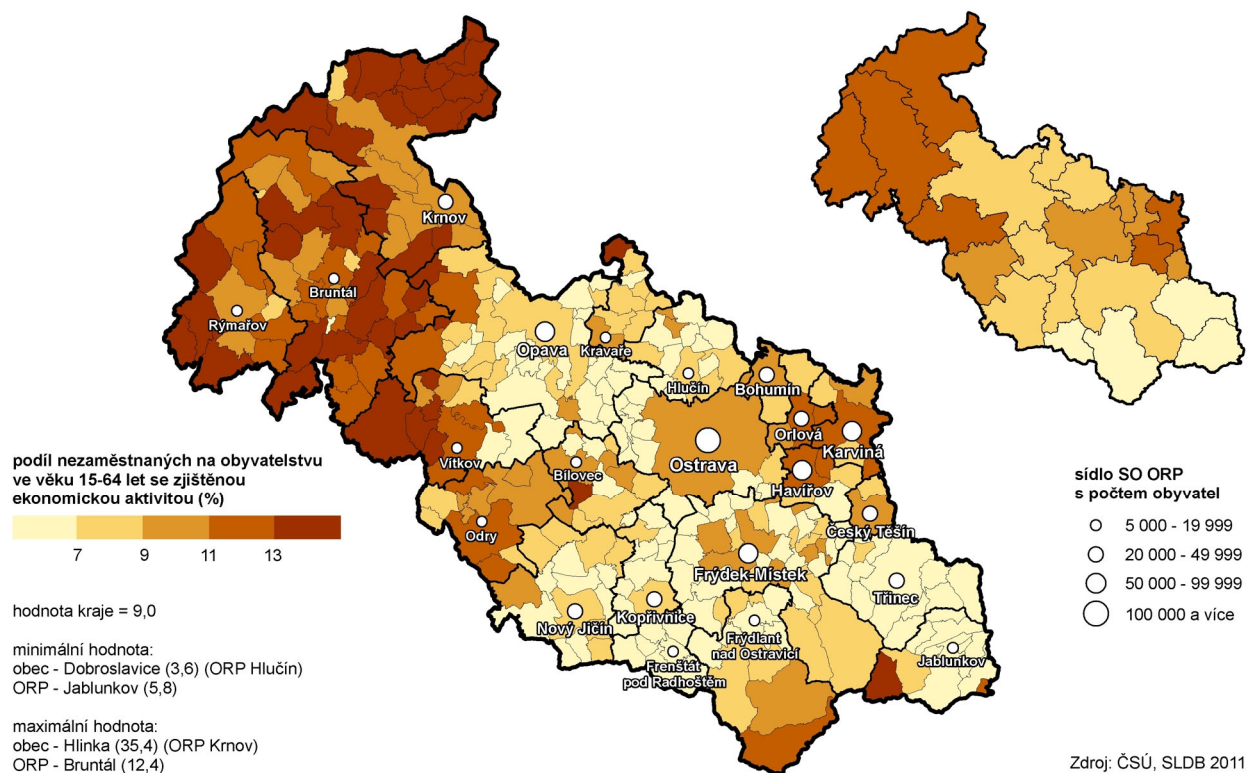 Krnov
Bruntál
Rýmařov
Opava
Kravaře
Hlučín
Bohumín
Orlová
Karviná
Ostrava
Vítkov
Bílovec
Havířov
Odry
Český Těšín
Frýdek-Místek
Třinec
Nový Jičín
Kopřivnice
Frýdlant
nad Ostravicí
Frenštát
pod Radhoštěm
Jablunkov
podíl nezaměstnaných na obyvatelstvu
ve věku 15-64 let se zjištěnou
ekonomickou aktivitou (%)
7 9 11 13
hodnota kraje = 9,0
minimální hodnota:
obec - Dobroslavice (3,6) (ORP Hlučín)
ORP - Jablunkov (5,8)
maximální hodnota:
obec - Hlinka (35,4) (ORP Krnov)
ORP - Bruntál (12,4)
sídlo SO ORP
s počtem obyvatel
5 000 - 19 999
20 000 - 49 999
50 000 - 99 999
100 000 a více
Zdroj: ČSÚ, SLDB 2011